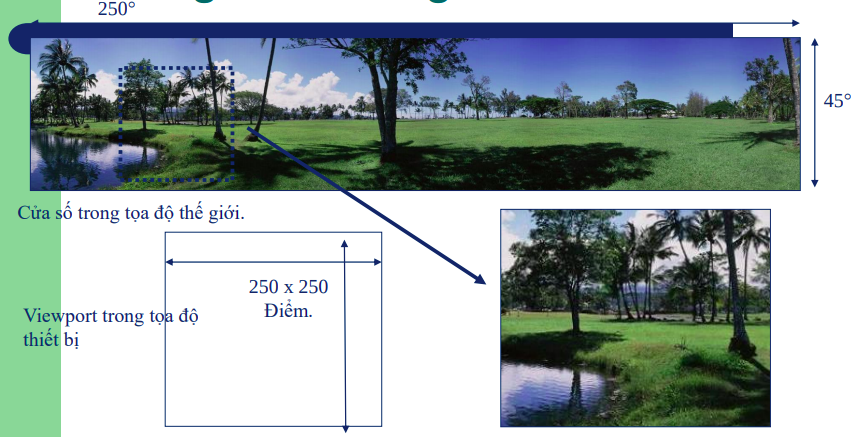 250°
45°
Cửa sổ trong tọa độ thế giới.
250 x 250
Điểm.
Viewport trong tọa độ
thiết bị